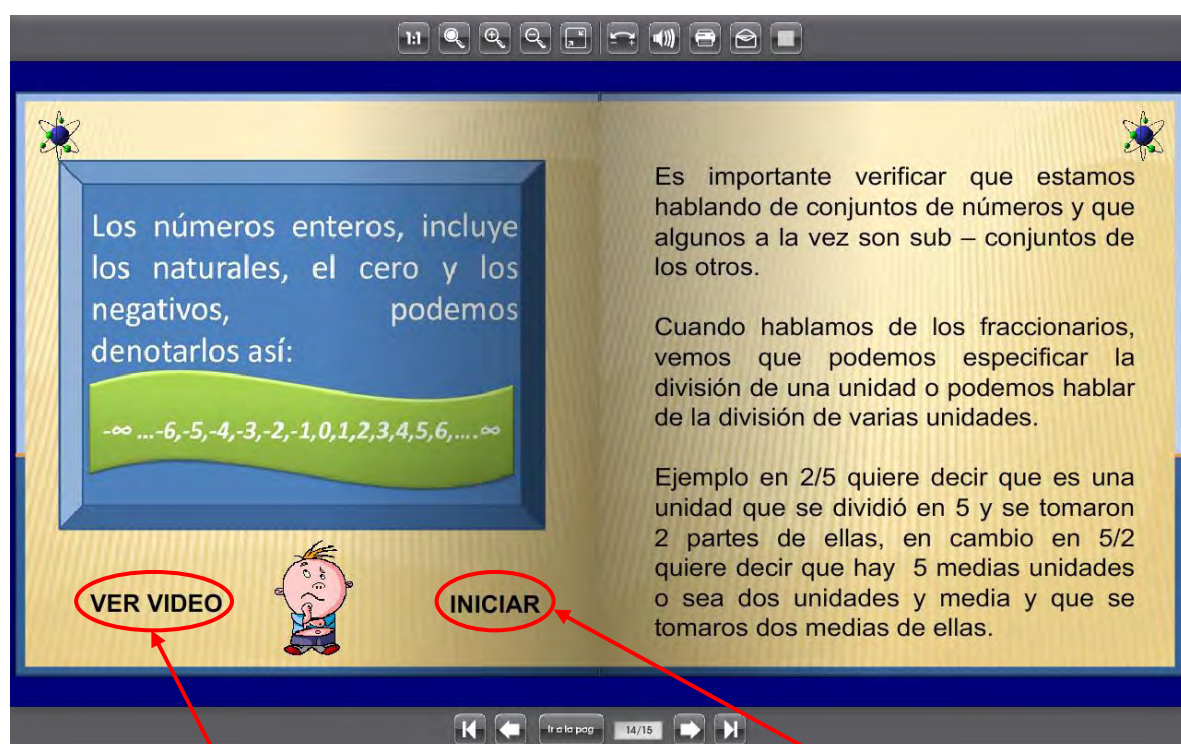 1:1
Los números enteros, incluye
los naturales, el cero y los
negativos, podemos
denotarlos así:
-∞ ...-6,-5,-4,-3,-2,-1,0,1,2,3,4,5,6,....∞
VER VIDEO
INICIAR
Es importante verificar que estamos
hablando de conjuntos de números y que
algunos a la vez son sub – conjuntos de
los otros.
Cuando hablamos de los fraccionarios,
vemos que podemos especificar la
división de una unidad o podemos hablar
de la división de varias unidades.
Ejemplo en 2/5 quiere decir que es una
unidad que se dividió en 5 y se tomaron
2 partes de ellas, en cambio en 5/2
quiere decir que hay 5 medias unidades
o sea dos unidades y media y que se
tomaros dos medias de ellas.
Ir a la pag
14/15